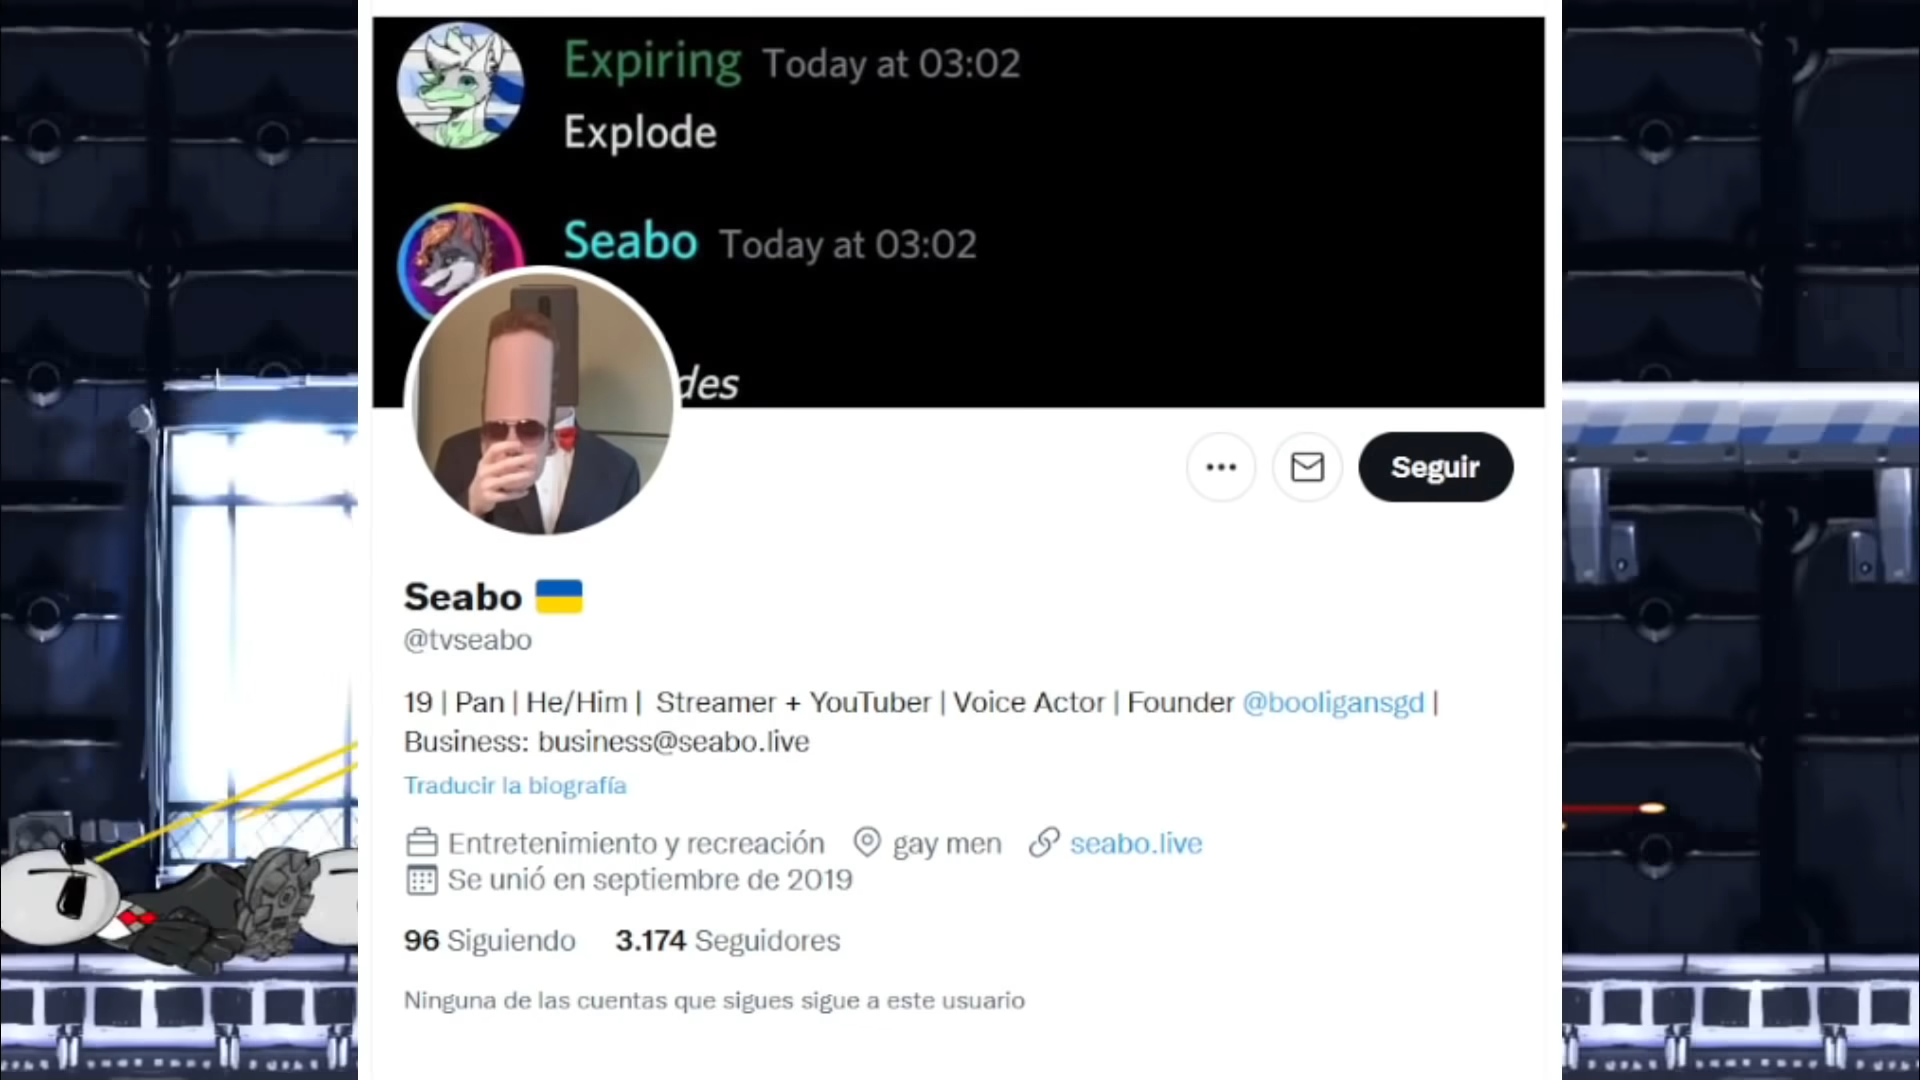 Expiring Today at 03:02
Explode
Seabo Today at 03:02
des
Seguir
Seabo
@tvseabo
19 | Pan | He/Him | Streamer + YouTuber | Voice Actor | Founder @booligansgd |
Business: business@seabo.live
Traducir la biografía
Entretenimiento y recreación gay men seabo.live
Se unió en septiembre de 2019
96 Siguiendo 3.174 Seguidores
Ninguna de las cuentas que sigues sigue a este usuario